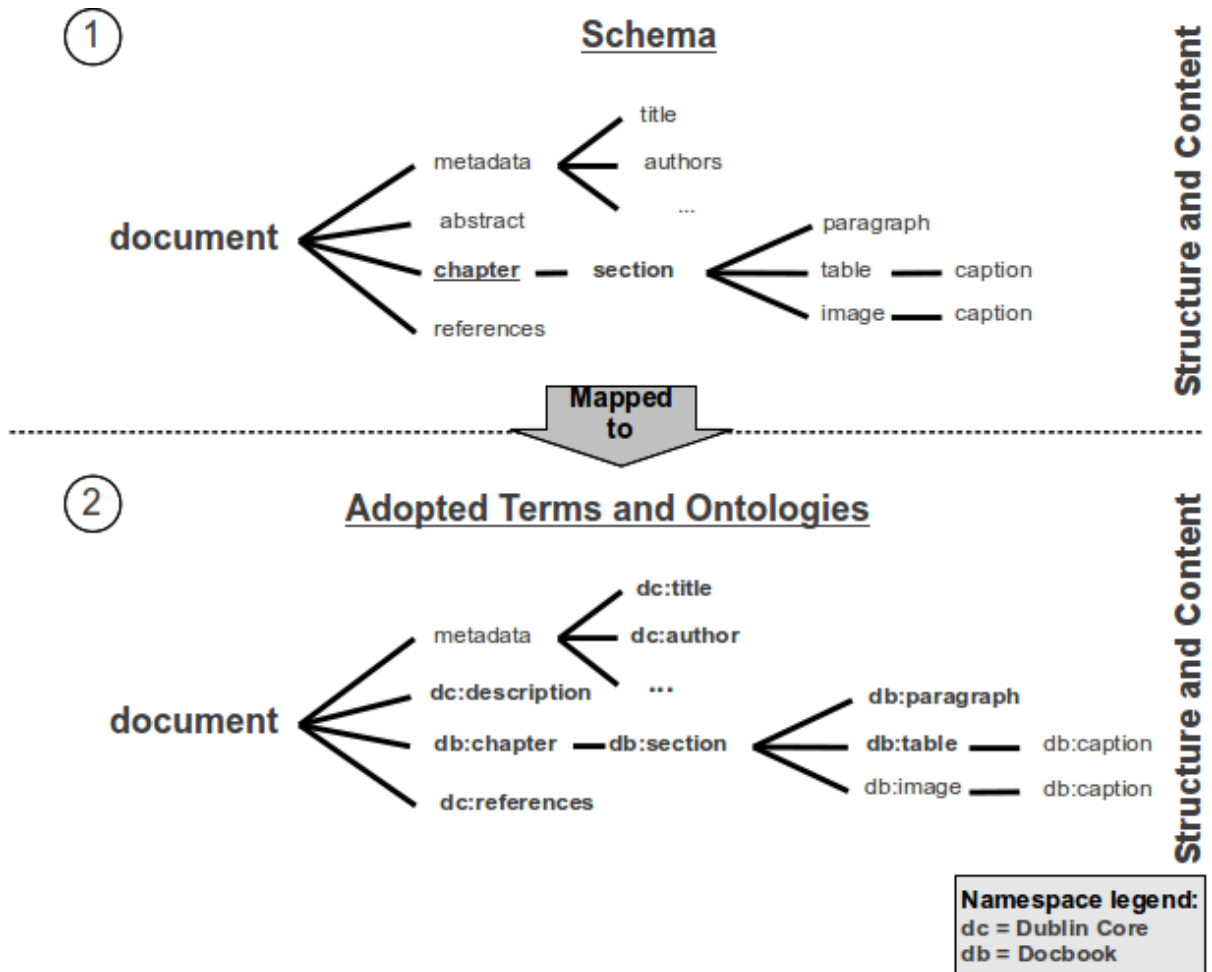 1
Schema
Structure and Content
title
metadata
authors
...
abstract
document
paragraph
chapter
section
table
caption
image
caption
references
Mapped
to
2
Adopted Terms and Ontologies
Structure and Content
dc:title
metadata
dc:author
...
dc:description
document
db:paragraph
db:chapter
db:section
db:table
db:caption
db:image
db:caption
dc:references
Namespace legend:
dc = Dublin Core
db = Docbook